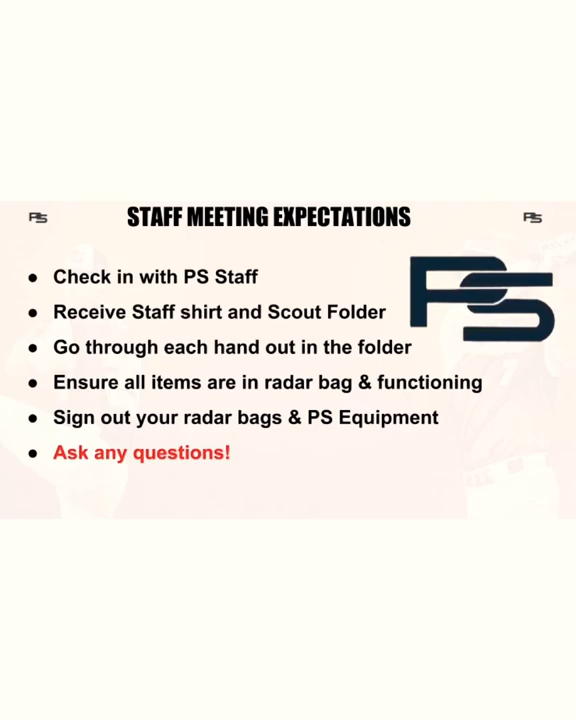 PS STAFF MEETING EXPECTATIONS PS
● Check in with PS Staff
● Receive Staff shirt and Scout Folder
PS
● Go through each hand out in the folder
● Ensure all items are in radar bag & functioning
● Sign out your radar bags & PS Equipment
● Ask any questions!